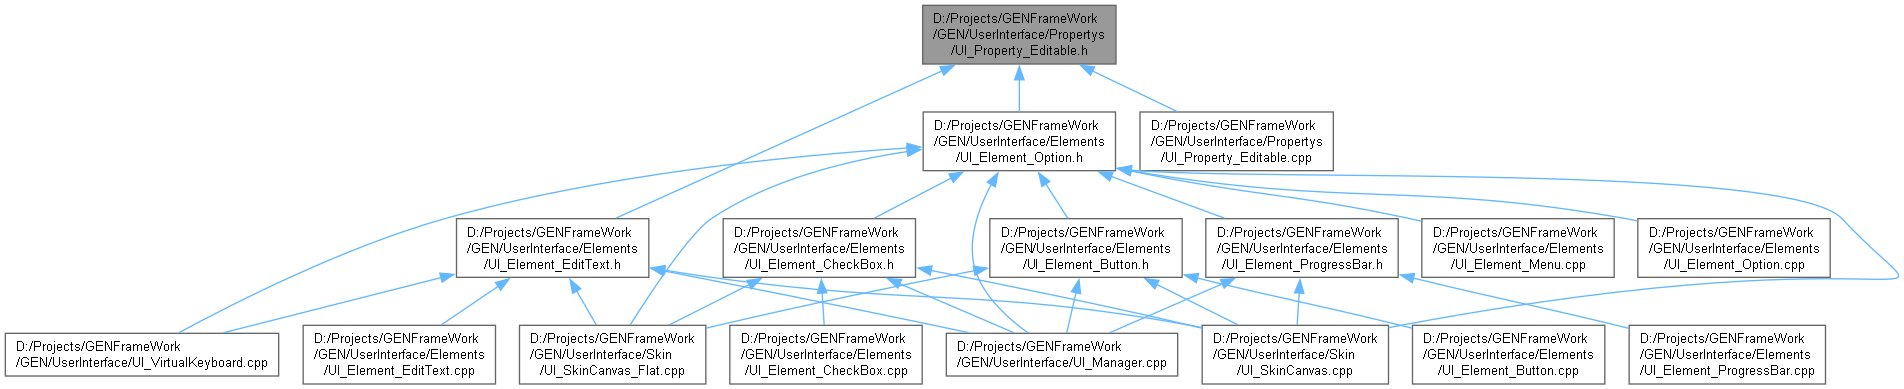 D:/Projects/GENFrameWork
/GEN/UserInterface/Propertys
/UI_Property_Editable.h
D:/Projects/GENFrameWork
/GEN/UserInterface/Elements
/UI_Element_Option.h
D:/Projects/GENFrameWork
/GEN/UserInterface/Propertys
/UI_Property_Editable.cpp
D:/Projects/GENFrameWork
/GEN/UserInterface/Elements
/UI_Element_EditText.h
D:/Projects/GENFrameWork
/GEN/UserInterface/Elements
/UI_Element_CheckBox.h
D:/Projects/GENFrameWork
/GEN/UserInterface/Elements
/UI_Element_Button.h
D:/Projects/GENFrameWork
/GEN/UserInterface/Elements
/UI_Element_ProgressBar.h
D:/Projects/GENFrameWork
/GEN/UserInterface/Elements
/UI_Element_Menu.cpp
D:/Projects/GENFrameWork
/GEN/UserInterface/Elements
/UI_Element_Option.cpp
D:/Projects/GENFrameWork
/GEN/UserInterface/UI_VirtualKeyboard.cpp
D:/Projects/GENFrameWork
/GEN/UserInterface/Elements
/UI_Element_EditText.cpp
D:/Projects/GENFrameWork
/GEN/UserInterface/Skin
/UI_SkinCanvas_Flat.cpp
D:/Projects/GENFrameWork
/GEN/UserInterface/Elements
/UI_Element_CheckBox.cpp
D:/Projects/GENFrameWork
/GEN/UserInterface/UI_Manager.cpp
D:/Projects/GENFrameWork
/GEN/UserInterface/Skin
/UI_SkinCanvas.cpp
D:/Projects/GENFrameWork
/GEN/UserInterface/Elements
/UI_Element_Button.cpp
D:/Projects/GENFrameWork
/GEN/UserInterface/Elements
/UI_Element_ProgressBar.cpp